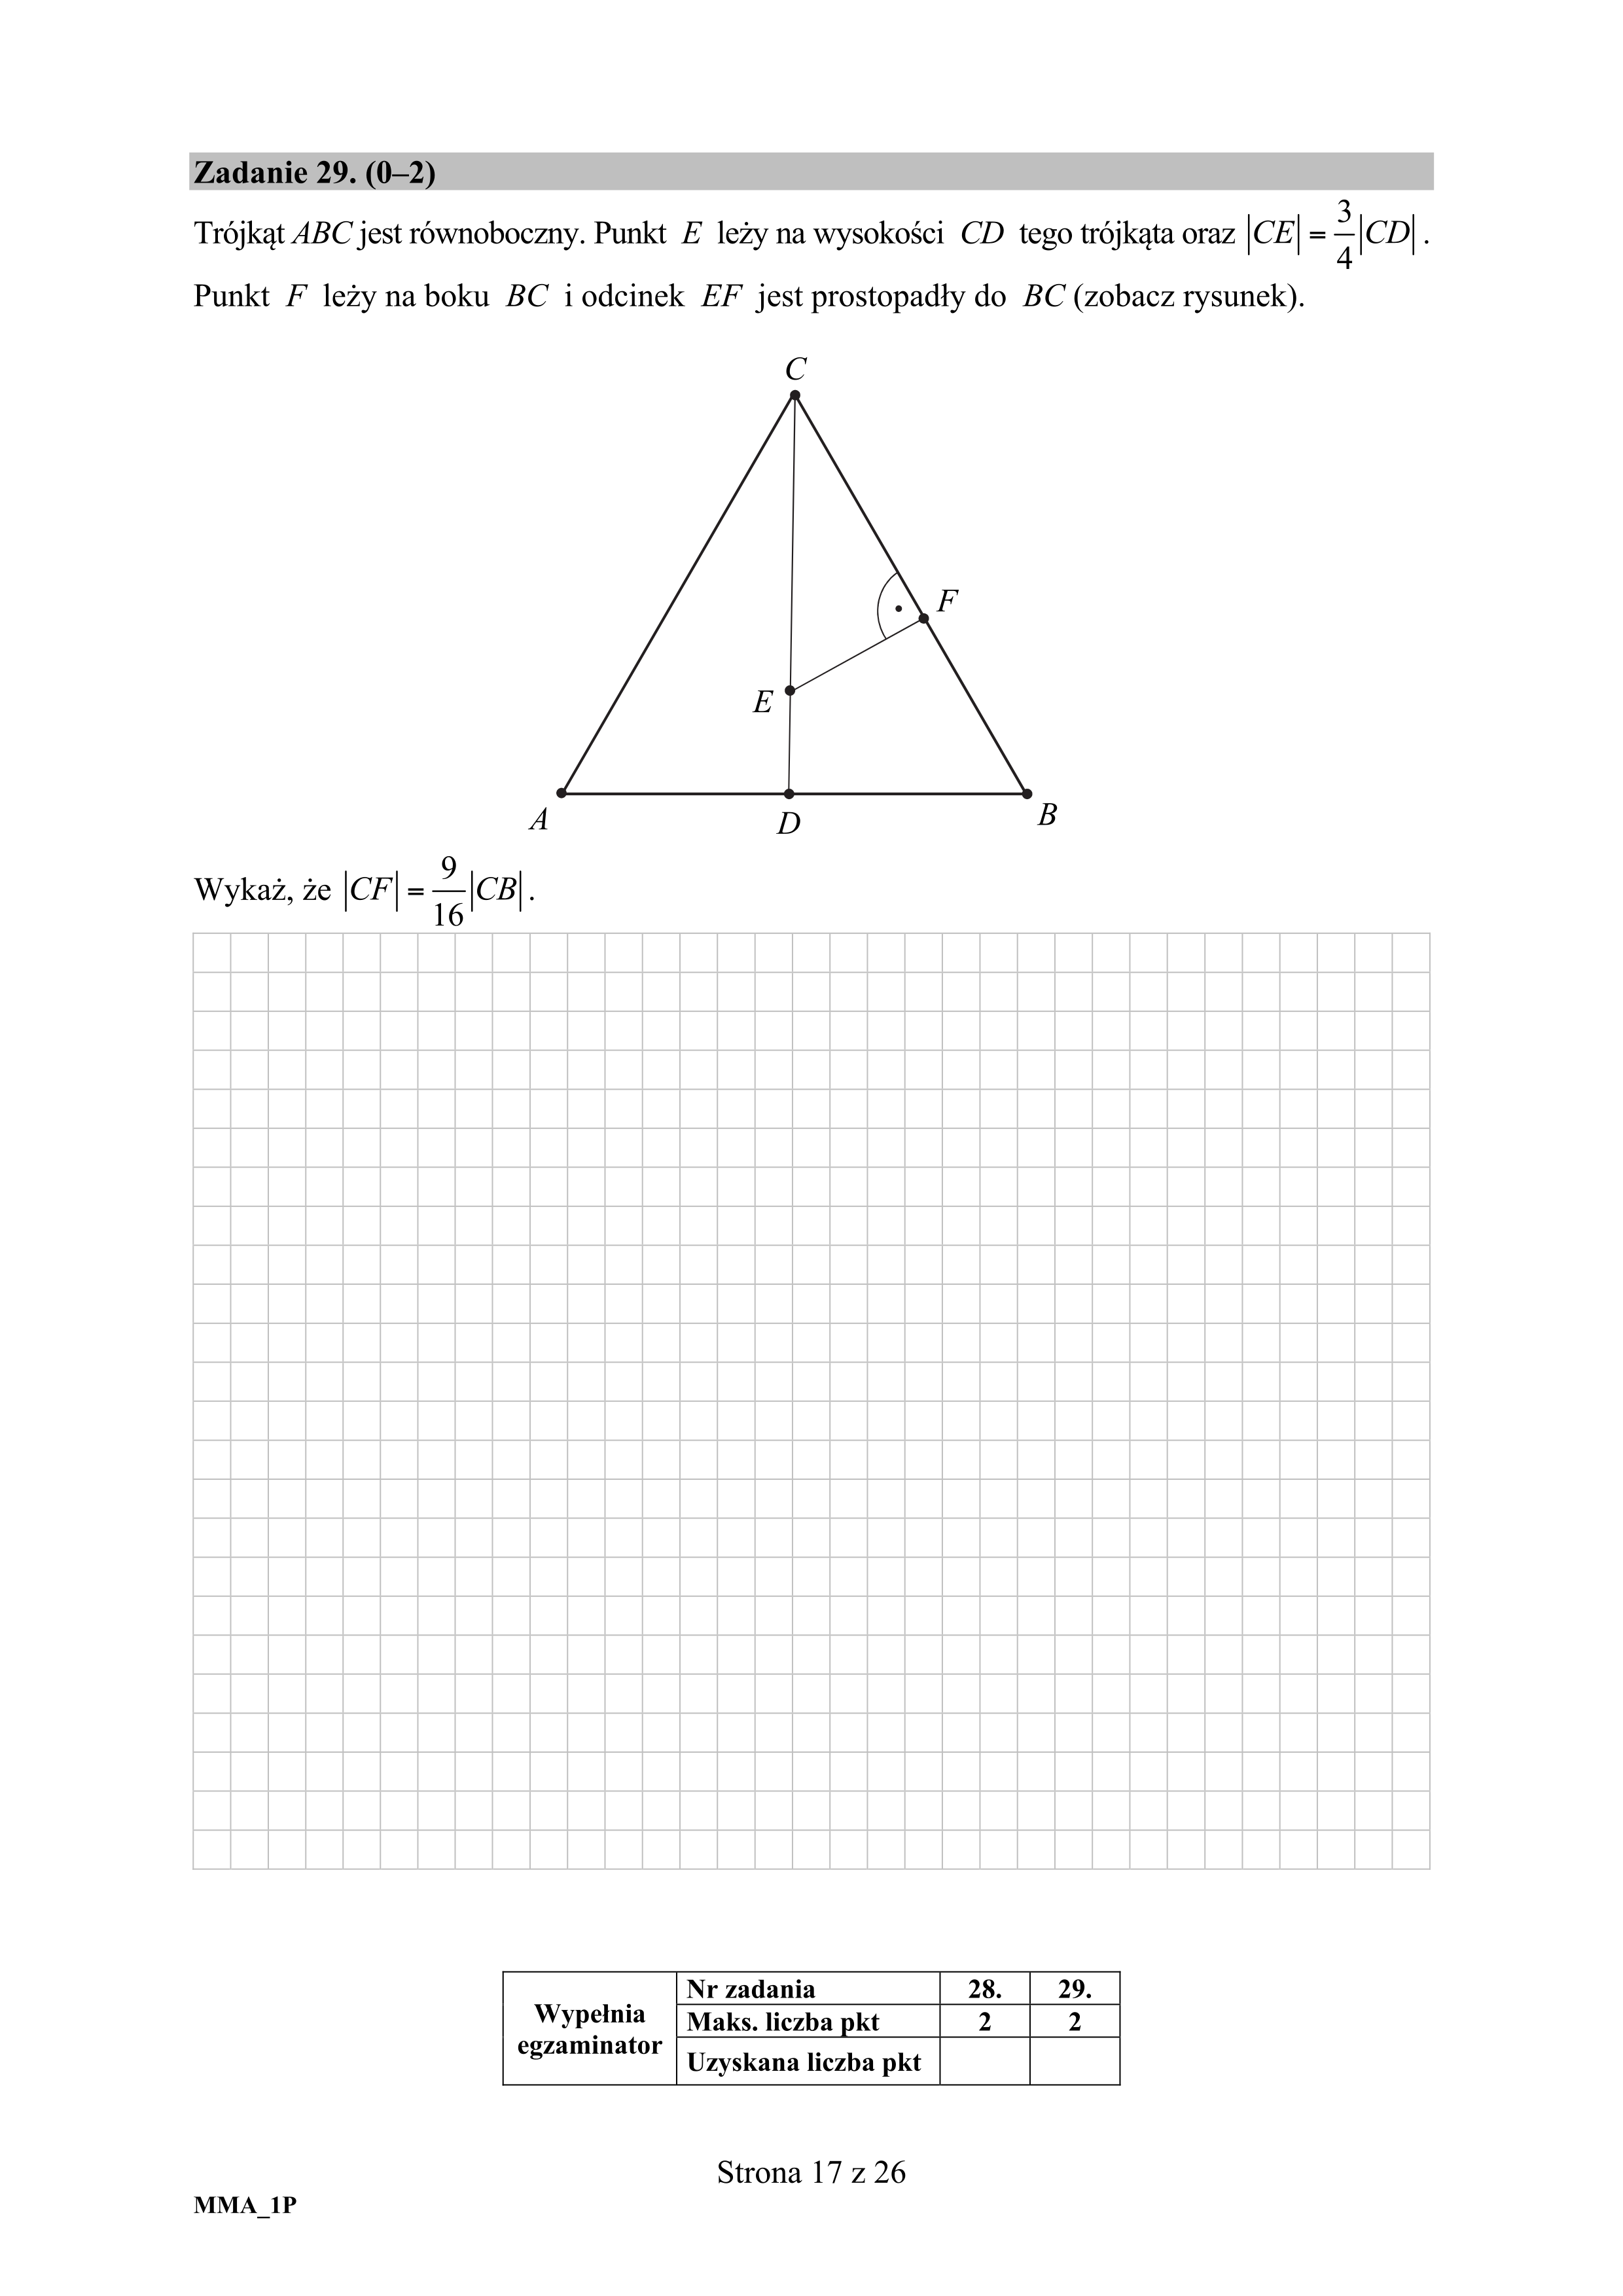 Zadanie 29. (0–2)
Trójkąt ABC jest równoboczny. Punkt E leży na wysokości CD tego trójkąta oraz |CE| = 3/4 |CD|.
Punkt F leży na boku BC i odcinek EF jest prostopadły do BC (zobacz rysunek).
C
F
E
A
D
B
Wykaż, że |CF| = 9/16 |CB|.
Wypełnia egzaminator
Nr zadania 28. 29.
Maks. liczba pkt 2 2
Uzyskana liczba pkt
Strona 17 z 26
MMA_1P